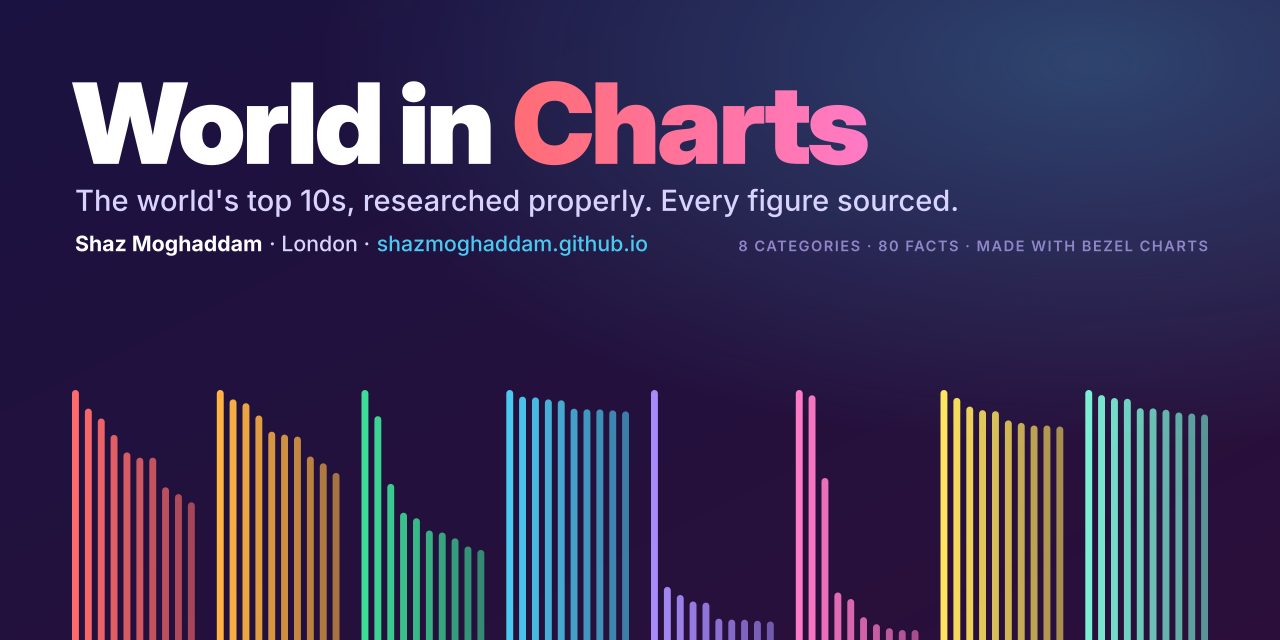 World in Charts
The world's top 10s, researched properly. Every figure sourced.
Shaz Moghaddam · London · shazmoghaddam.github.io
8 CATEGORIES · 80 FACTS · MADE WITH BEZEL CHARTS